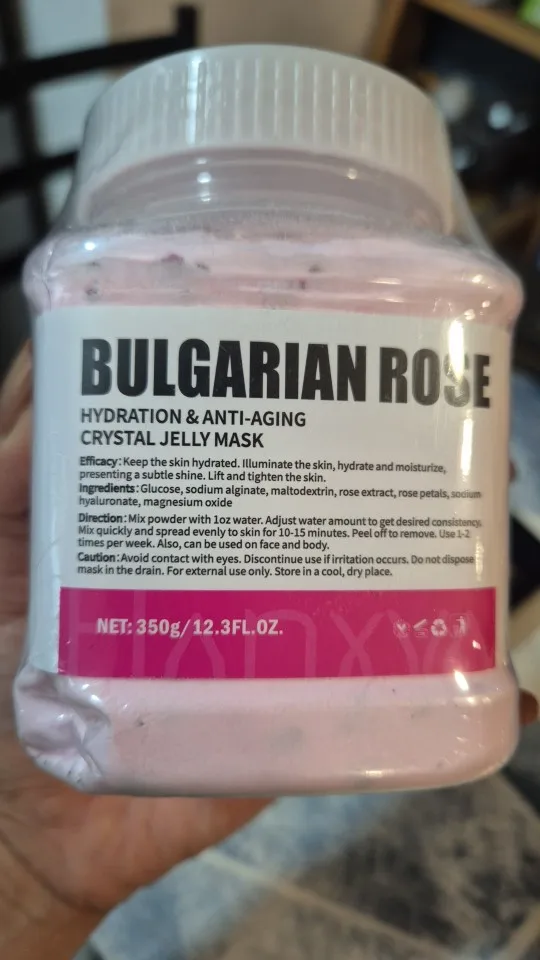 BULGARIAN ROSE
HYDRATION & ANTI-AGING
CRYSTAL JELLY MASK
Efficacy: Keep the skin hydrated. Illuminate the skin, hydrate and moisturize,
presenting a subtle shine. Lift and tighten the skin.
Ingredients: Glucose, sodium alginate, maltodextrin, rose extract, rose petals, sodium
hyaluronate, magnesium oxide
Direction: Mix powder with 1oz water. Adjust water amount to get desired consistency.
Mix quickly and spread evenly to skin for 10-15 minutes. Peel off to remove. Use 1-2
times per week. Also, can be used on face and body.
Caution: Avoid contact with eyes. Discontinue use if irritation occurs. Do not dispose
mask in the drain. For external use only. Store in a cool, dry place.
NET: 350g/12.3FL.OZ.